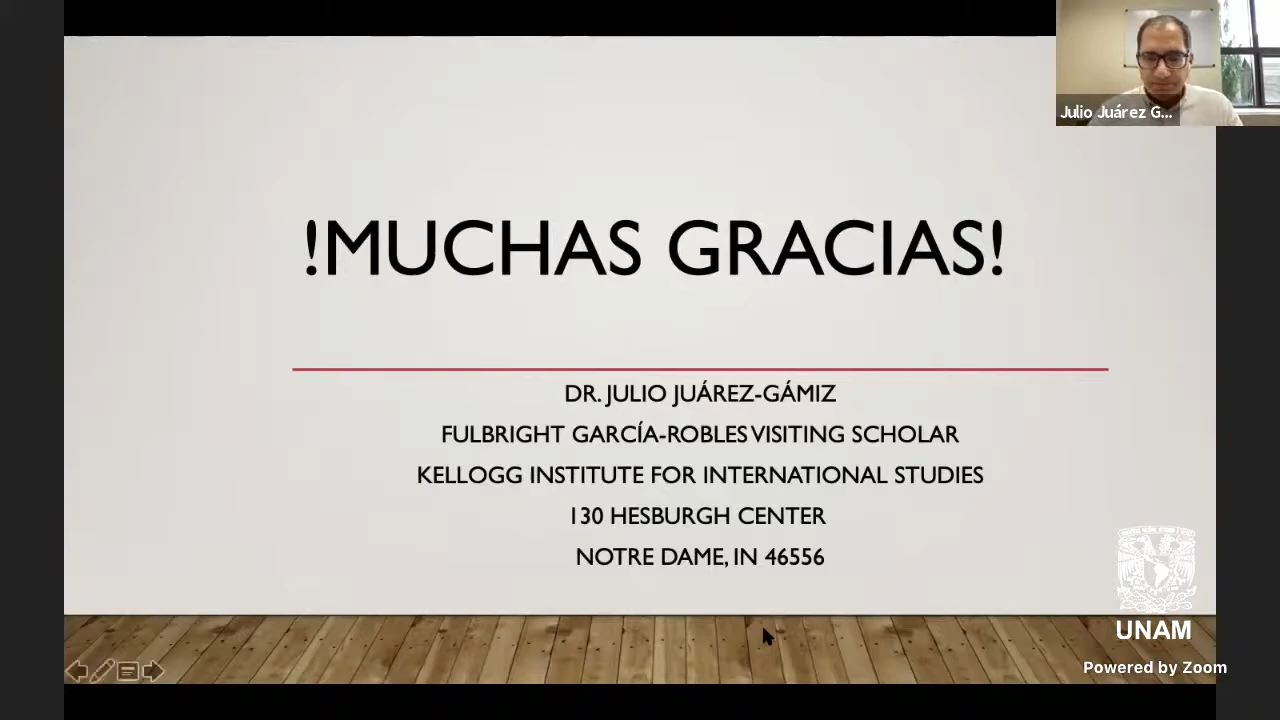 Julio Juárez G...
!MUCHAS GRACIAS!
DR. JULIO JUÁREZ-GÁMIZ
FULBRIGHT GARCÍA-ROBLES VISITING SCHOLAR
KELLOGG INSTITUTE FOR INTERNATIONAL STUDIES
130 HESBURGH CENTER
NOTRE DAME, IN 46556
UNAM
Powered by Zoom